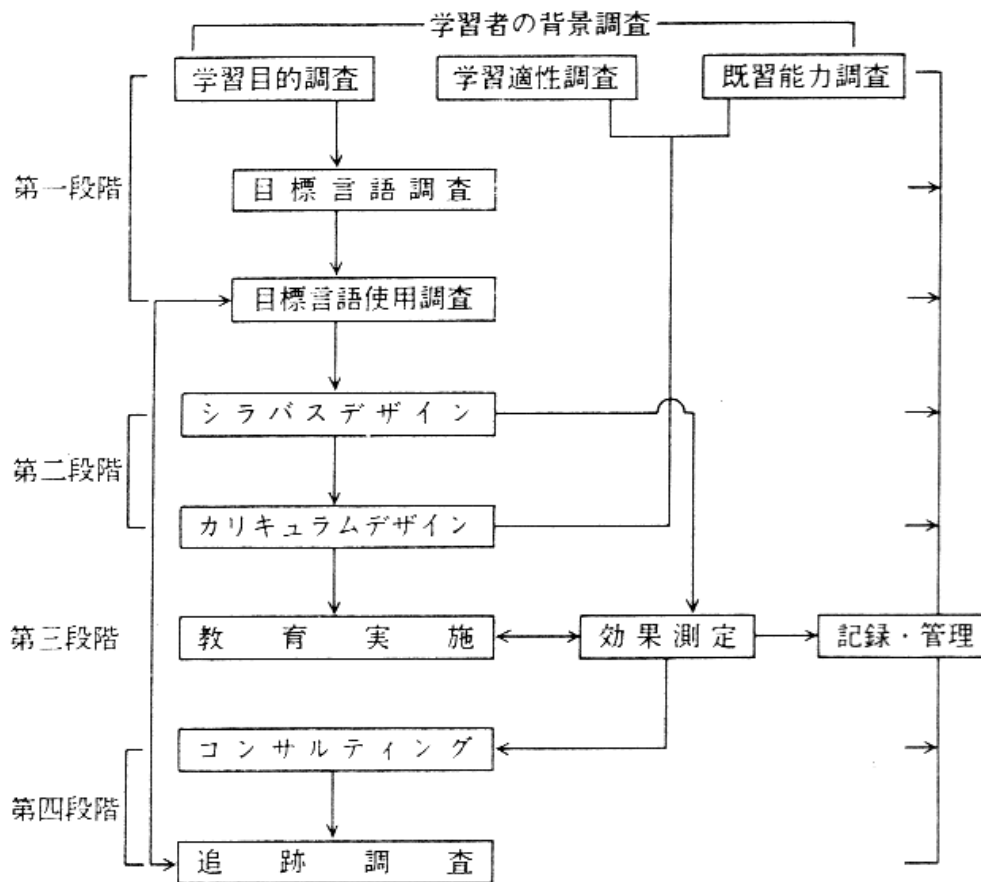 学習者の背景調査
学習目的調査
学習適性調査
既習能力調査
第一段階
目標言語調査
目標言語使用調査
シラバスデザイン
第二段階
カリキュラムデザイン
第三段階
教育実施
効果測定
記録・管理
コンサルティング
第四段階
追跡調査